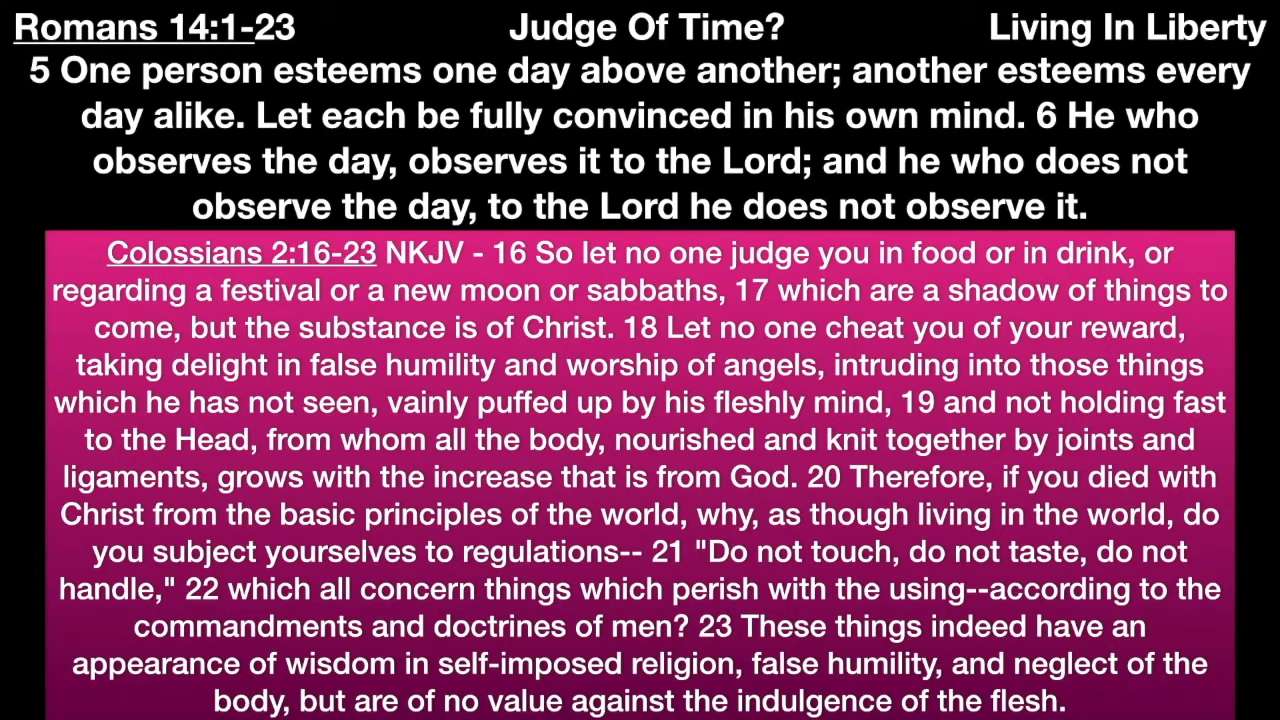 Romans 14:1-23 Judge Of Time? Living In Liberty
5 One person esteems one day above another; another esteems every
day alike. Let each be fully convinced in his own mind. 6 He who
observes the day, observes it to the Lord; and he who does not
observe the day, to the Lord he does not observe it.
Colossians 2:16-23 NKJV - 16 So let no one judge you in food or in drink, or
regarding a festival or a new moon or sabbaths, 17 which are a shadow of things to
come, but the substance is of Christ. 18 Let no one cheat you of your reward,
taking delight in false humility and worship of angels, intruding into those things
which he has not seen, vainly puffed up by his fleshly mind, 19 and not holding fast
to the Head, from whom all the body, nourished and knit together by joints and
ligaments, grows with the increase that is from God. 20 Therefore, if you died with
Christ from the basic principles of the world, why, as though living in the world, do
you subject yourselves to regulations-- 21 "Do not touch, do not taste, do not
handle," 22 which all concern things which perish with the using--according to the
commandments and doctrines of men? 23 These things indeed have an
appearance of wisdom in self-imposed religion, false humility, and neglect of the
body, but are of no value against the indulgence of the flesh.